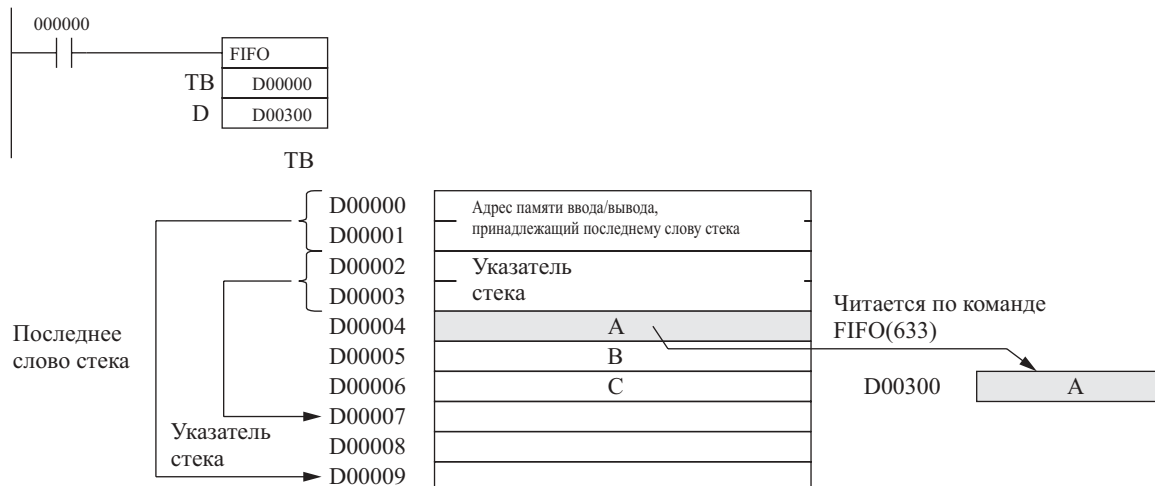 000000
FIFO
TB D00000
D D00300
TB
D00000
D00001
D00002
D00003
D00004
D00005
D00006
D00007
D00008
D00009
Адрес памяти ввода/вывода,
принадлежащий последнему слову стека
Указатель
стека
A
B
C
Последнее
слово стека
Указатель
стека
Читается по команде
FIFO(633)
D00300 A